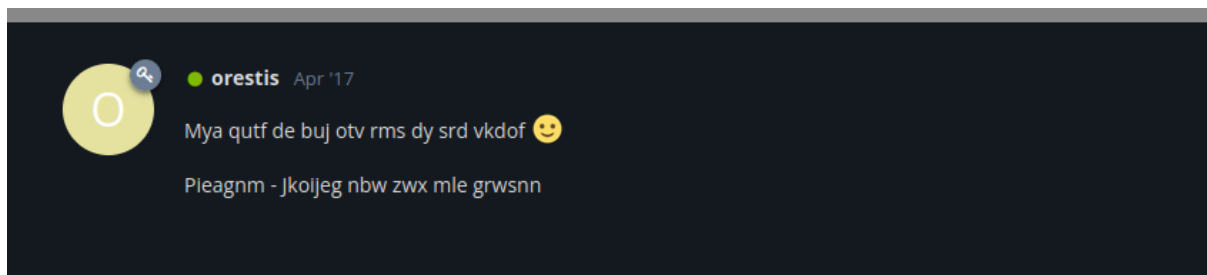 O
orestis Apr '17
Mya qutf de buj otv rms dy srd vkdof 🙂
Pieagnm - Jkoijeg nbw zwx mle grwsnn